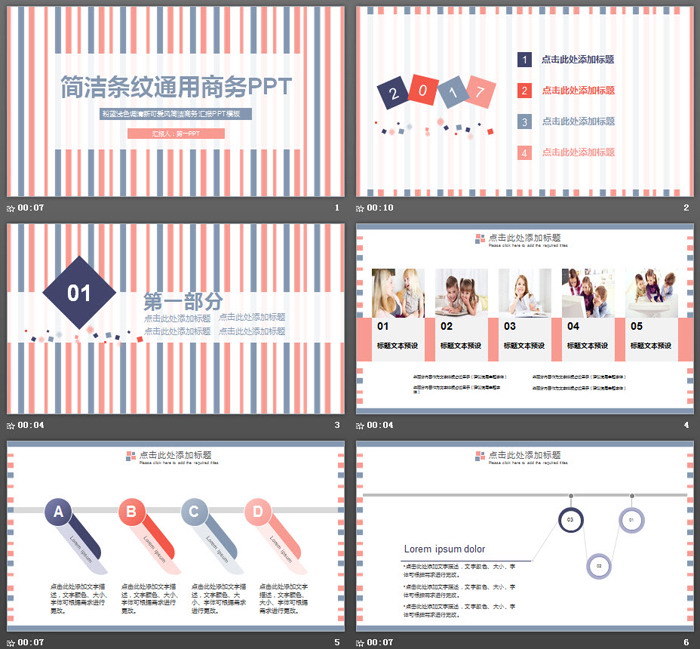 简洁条纹通用商务PPT
粉蓝浅色调清新可爱风简洁商务 汇报PPT模板
汇报人：第一PPT
00:07
1
2 0 1 7
1 点击此处添加标题
2 点击此处添加标题
3 点击此处添加标题
4 点击此处添加标题
00:10
2
01
第一部分
点击此处添加标题 点击此处添加标题
点击此处添加标题 点击此处添加标题
00:04
3
点击此处添加标题
Please click here to add the required titles
01 02 03 04 05
标题文本预设 标题文本预设 标题文本预设 标题文本预设 标题文本预设
00:04
4
点击此处添加标题
Please click here to add the required titles
A B C D
Lorem ipsum Lorem ipsum Lorem ipsum Lorem ipsum
点击此处添加文字描述，文字颜色、大小、字体可根据需求进行更改。
点击此处添加文字描述，文字颜色、大小、字体可根据需求进行更改。
点击此处添加文字描述，文字颜色、大小、字体可根据需求进行更改。
点击此处添加文字描述，文字颜色、大小、字体可根据需求进行更改。
00:07
5
点击此处添加标题
Please click here to add the required titles
03 01
02
Lorem ipsum dolor
•点击此处添加文字描述，文字颜色、大小、字
体可根据需求进行更改。
•点击此处添加文字描述，文字颜色、大小、字
体可根据需求进行更改。
•点击此处添加文字描述，文字颜色、大小、字
体可根据需求进行更改。
00:07
6